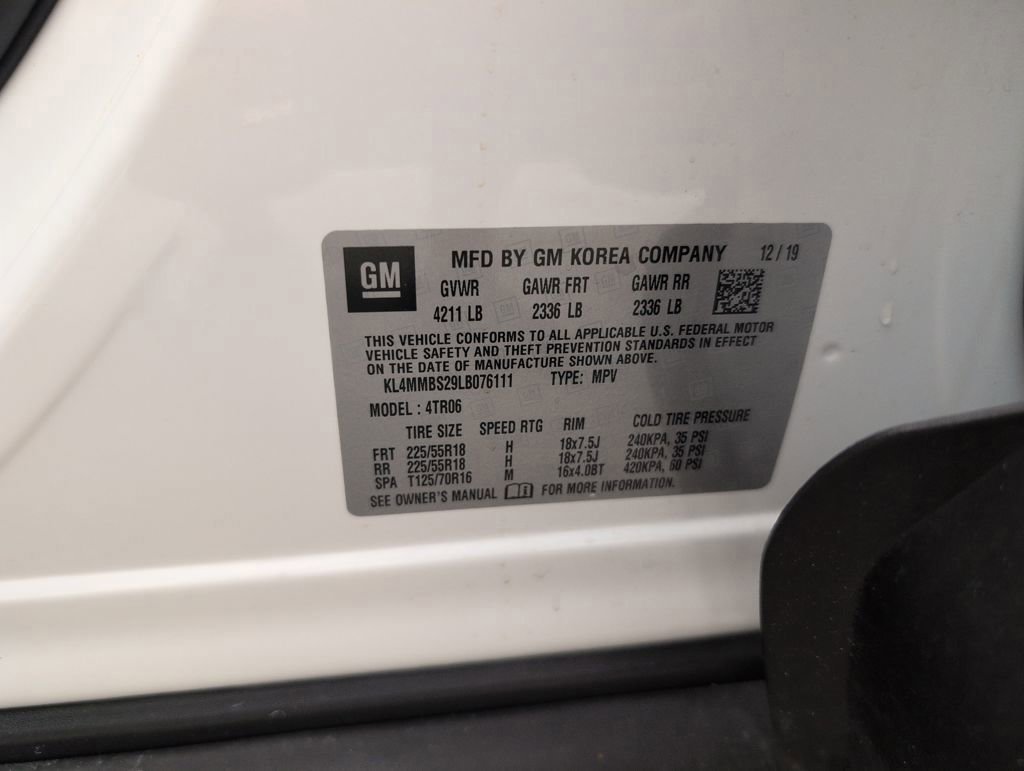 GM
MFD BY GM KOREA COMPANY 12 / 19
GVWR GAWR FRT GAWR RR
4211 LB 2336 LB 2336 LB
THIS VEHICLE CONFORMS TO ALL APPLICABLE U.S. FEDERAL MOTOR
VEHICLE SAFETY AND THEFT PREVENTION STANDARDS IN EFFECT
ON THE DATE OF MANUFACTURE SHOWN ABOVE.
KL4MMBS29LB076111 TYPE: MPV
MODEL : 4TR06
TIRE SIZE SPEED RTG RIM COLD TIRE PRESSURE
FRT 225/55R18 H 18x7.5J 240KPA, 35 PSI
RR 225/55R18 H 18x7.5J 240KPA, 35 PSI
SPA T125/70R16 M 16x4.0BT 420KPA, 60 PSI
SEE OWNER'S MANUAL FOR MORE INFORMATION.